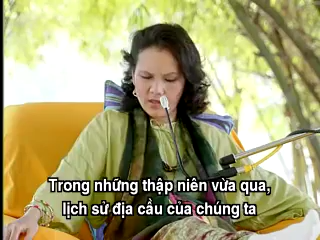 Trong những thập niên vừa qua,
lịch sử địa cầu của chúng ta